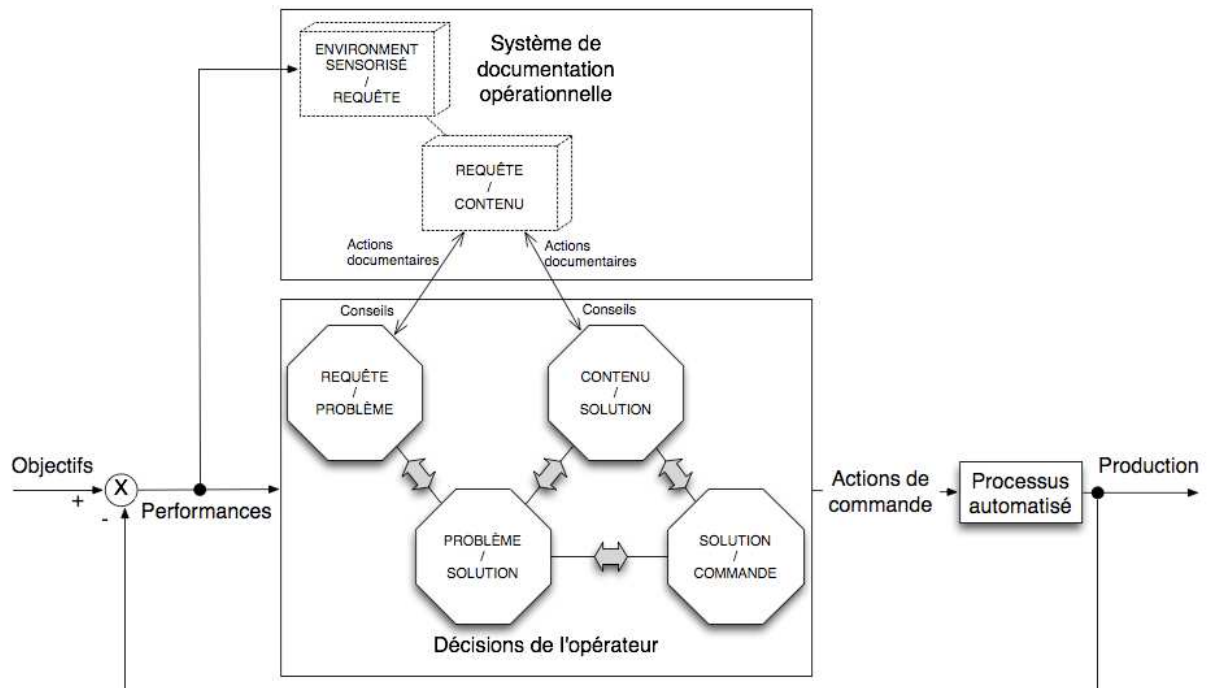 ENVIRONMENT
SENSORISÉ
/
REQUÊTE
Système de
documentation
opérationnelle
REQUÊTE
/
CONTENU
Actions
documentaires
Actions
documentaires
Conseils
Conseils
REQUÊTE
/
PROBLÈME
CONTENU
/
SOLUTION
Objectifs
+
X
-
Performances
PROBLÈME
/
SOLUTION
SOLUTION
/
COMMANDE
Décisions de l'opérateur
Actions de
commande
Processus
automatisé
Production